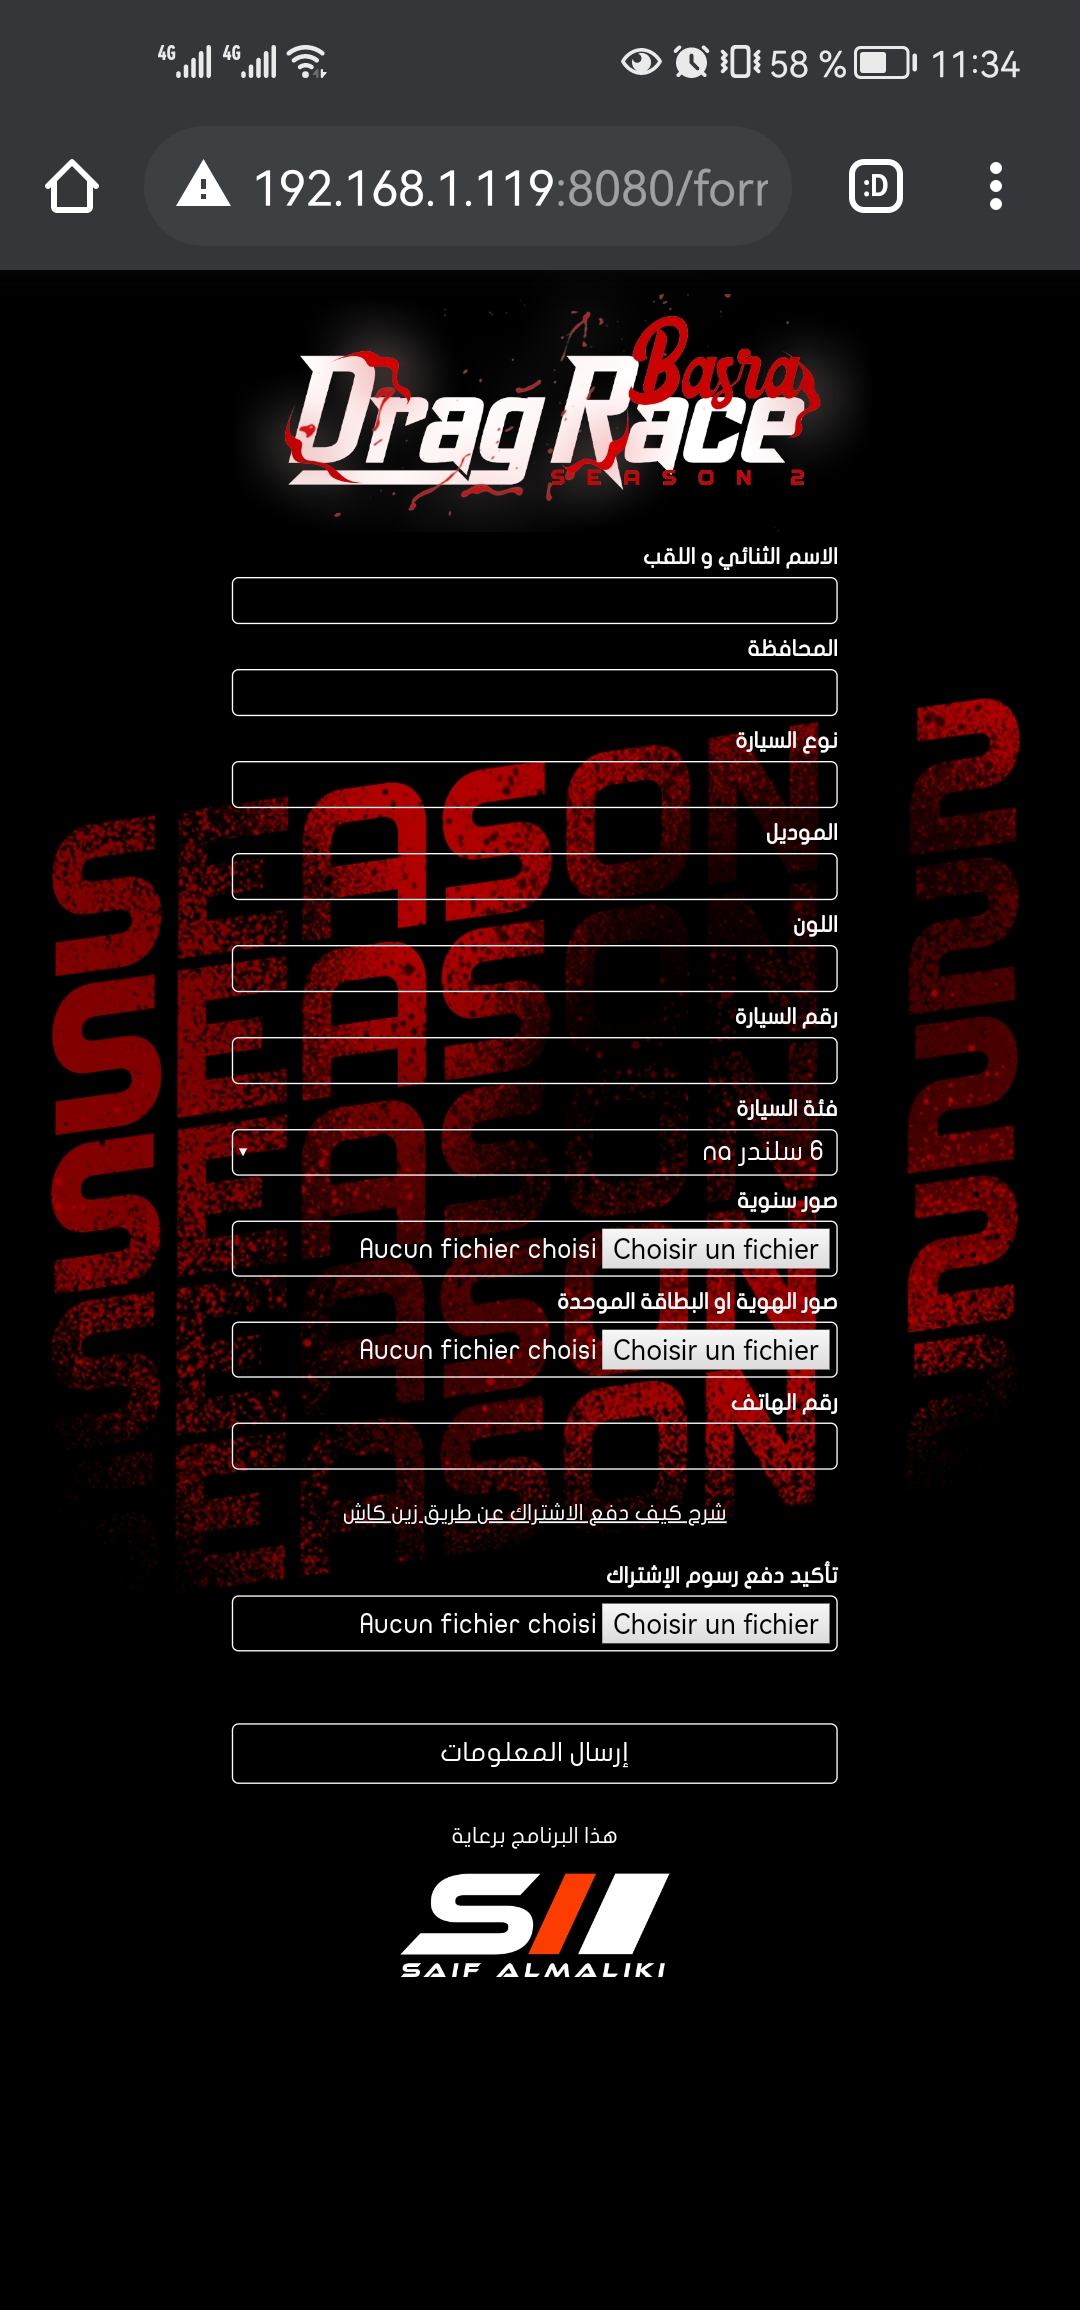 4G 4G 58 % 11:34
192.168.1.119:8080/forr
:D
Basra
Drag Race
SEASON 2
الاسم الثنائي و اللقب
المحافظة
نوع السيارة
الموديل
اللون
رقم السيارة
فئة السيارة
6 سلندر na
صور سنوية
Choisir un fichier Aucun fichier choisi
صور الهوية او البطاقة الموحدة
Choisir un fichier Aucun fichier choisi
رقم الهاتف
شرح كيف دفع الاشتراك عن طريق زين كاش
تأكيد دفع رسوم الإشتراك
Choisir un fichier Aucun fichier choisi
إرسال المعلومات
هذا البرنامج برعاية
SAIF ALMALIKI
SEASON 2
SEASON 2
SEASON 2
SEASON 2
SEASON